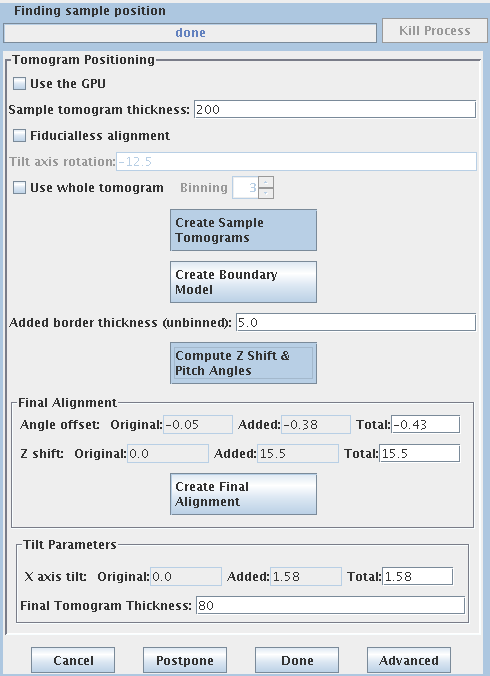 Finding sample position
done
Kill Process
Tomogram Positioning
Use the GPU
Sample tomogram thickness: 200
Fiducialless alignment
Tilt axis rotation: -12.5
Use whole tomogram Binning 3
Create Sample
Tomograms
Create Boundary
Model
Added border thickness (unbinned): 5.0
Compute Z Shift &
Pitch Angles
Final Alignment
Angle offset: Original: -0.05 Added: -0.38 Total: -0.43
Z shift: Original: 0.0 Added: 15.5 Total: 15.5
Create Final
Alignment
Tilt Parameters
X axis tilt: Original: 0.0 Added: 1.58 Total: 1.58
Final Tomogram Thickness: 80
Cancel Postpone Done Advanced